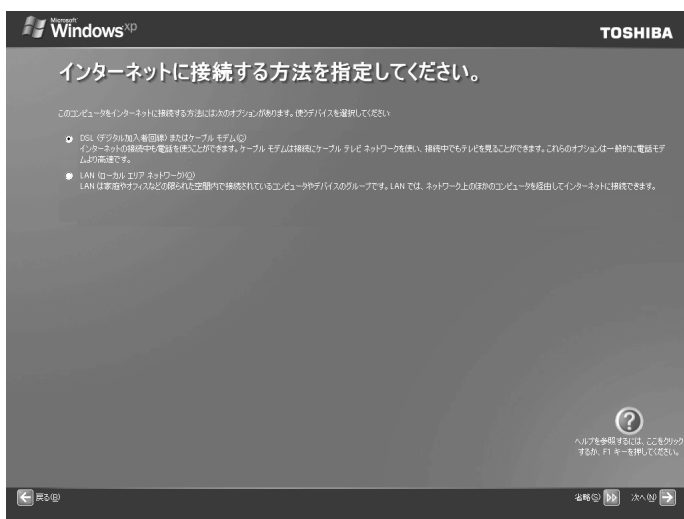 Microsoft
Windows xp
TOSHIBA
インターネットに接続する方法を指定してください。
このコンピュータをインターネットに接続する方法には次のオプションがあります。使うデバイスを選択してください
DSL (デジタル加入者回線) またはケーブル モデム(C)
インターネットの接続中も電話を使うことができます。ケーブル モデムは接続にケーブル テレビ ネットワークを使い、接続中でもテレビを見ることができます。これらのオプションは一般的に電話モデ
ムより高速です。
LAN (ローカル エリア ネットワーク)(O)
LAN は家庭やオフィスなどの限られた空間内で接続されているコンピュータやデバイスのグループです。LAN では、ネットワーク上のほかのコンピュータを経由してインターネットに接続できます。
ヘルプを参照するには、ここをクリック
するか、F1 キーを押してください。
戻る(B)
省略(S)
次へ(N)